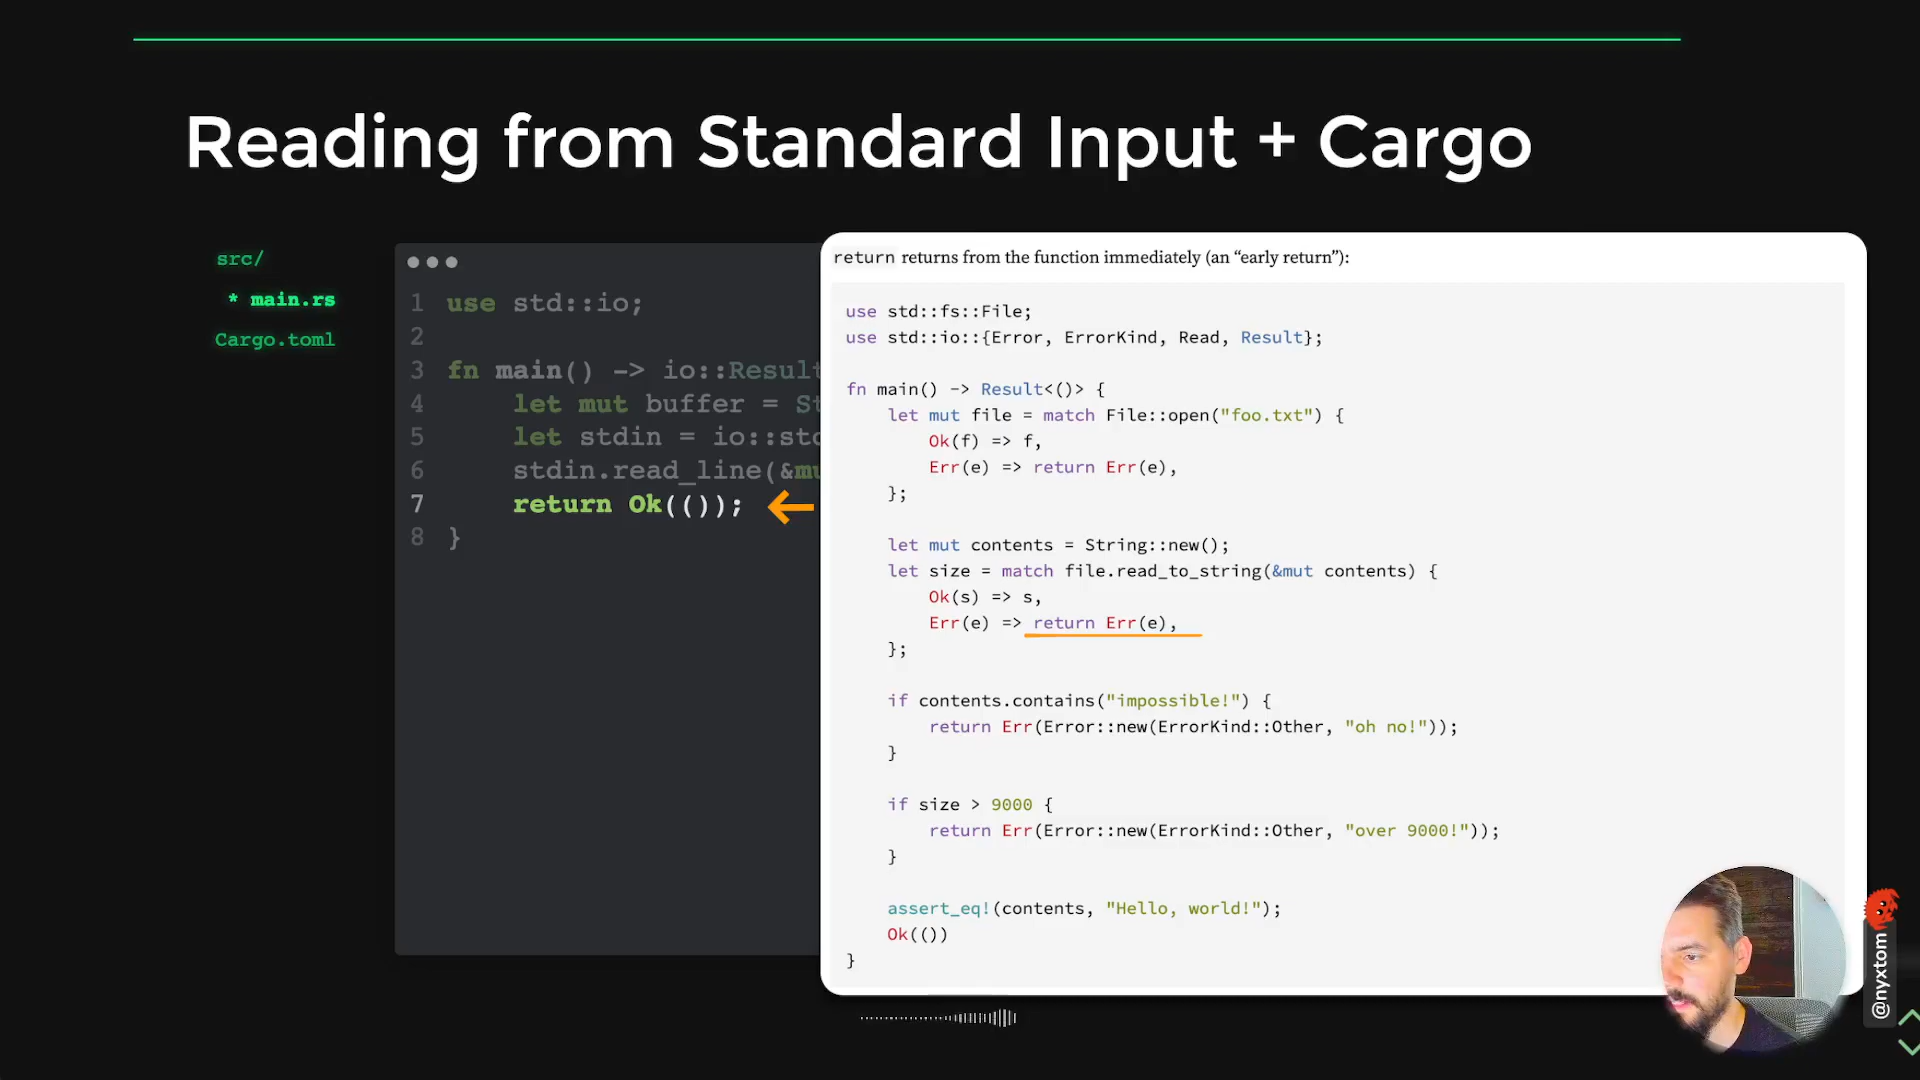 Reading from Standard Input + Cargo
src/
* main.rs
Cargo.toml
1 use std::io;
2
3 fn main() -> io::Result
4 let mut buffer = St
5 let stdin = io::std
6 stdin.read_line(&mu
7 return Ok(());
8 }
return returns from the function immediately (an “early return”):
use std::fs::File;
use std::io::{Error, ErrorKind, Read, Result};
fn main() -> Result<()> {
let mut file = match File::open("foo.txt") {
Ok(f) => f,
Err(e) => return Err(e),
};
let mut contents = String::new();
let size = match file.read_to_string(&mut contents) {
Ok(s) => s,
Err(e) => return Err(e),
};
if contents.contains("impossible!") {
return Err(Error::new(ErrorKind::Other, "oh no!"));
}
if size > 9000 {
return Err(Error::new(ErrorKind::Other, "over 9000!"));
}
assert_eq!(contents, "Hello, world!");
Ok(())
}
@nyxtom